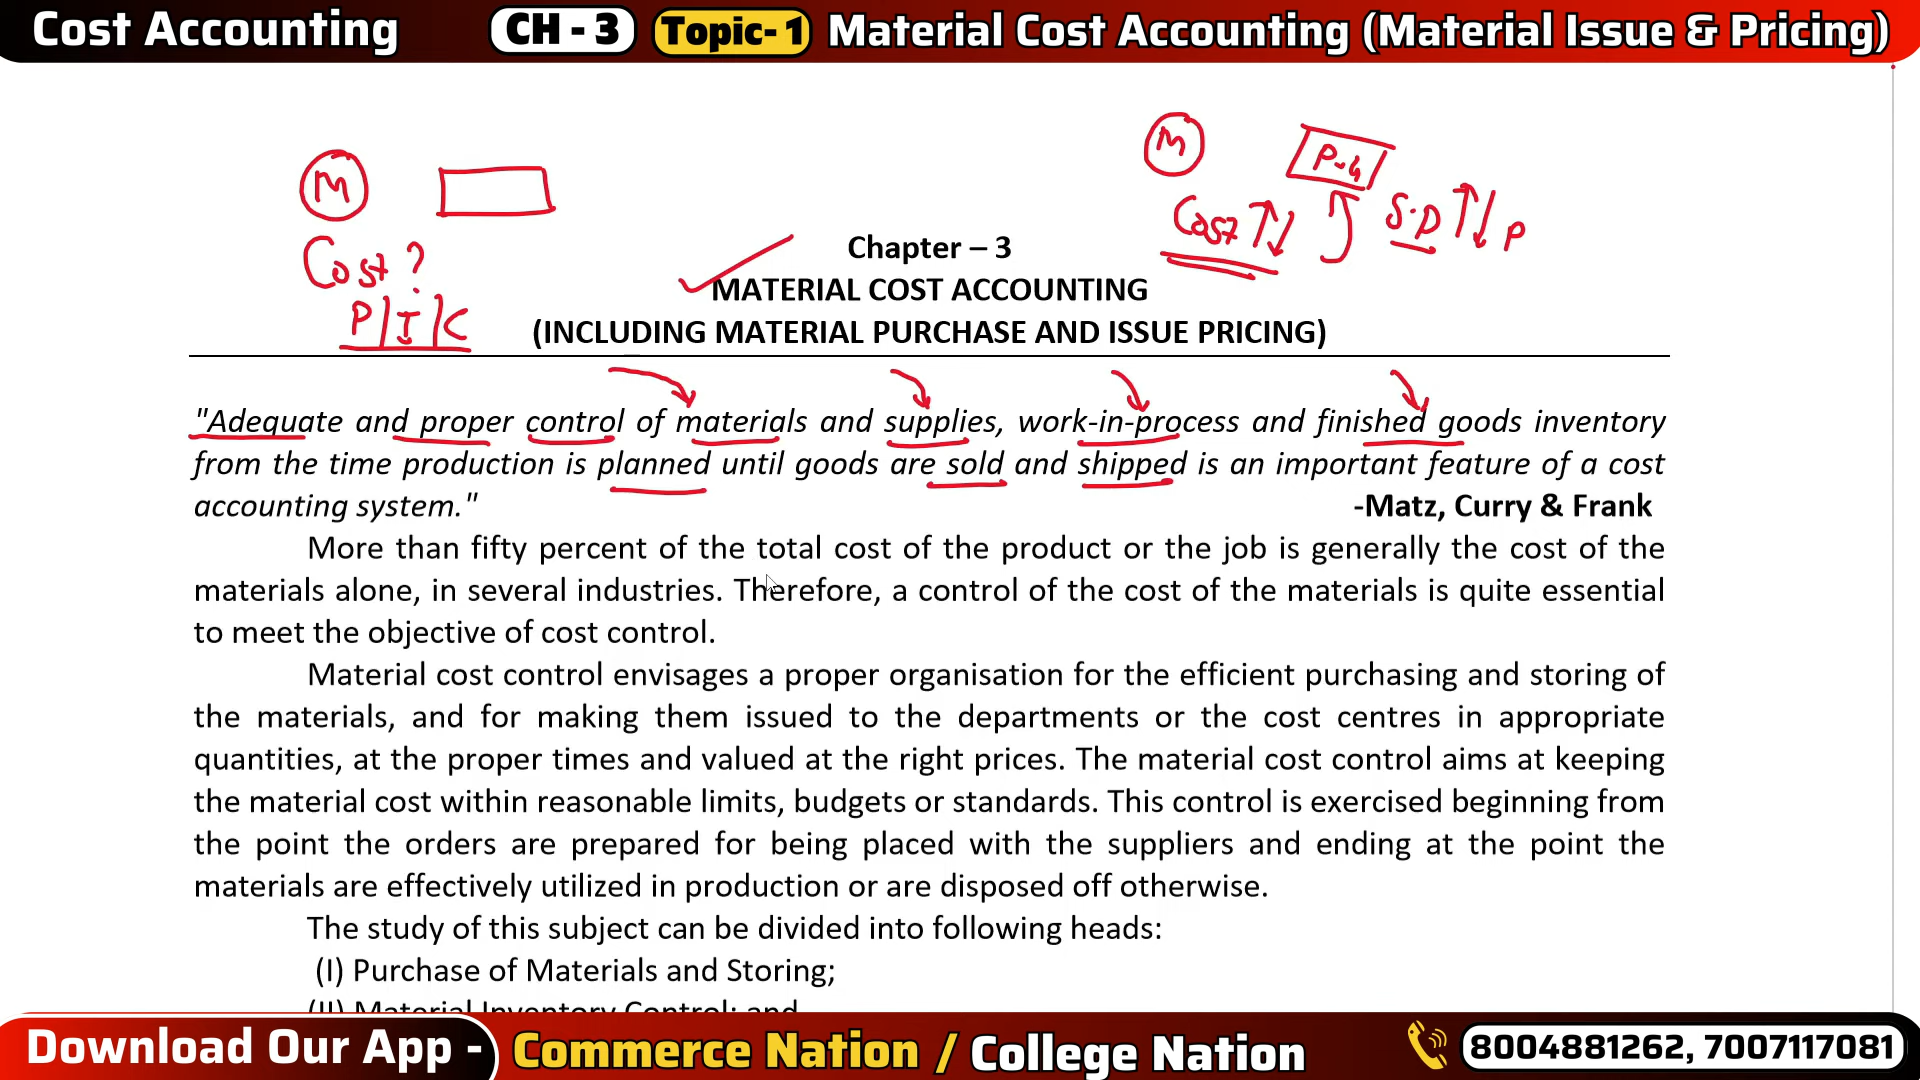 Cost Accounting CH - 3 Topic- 1 Material Cost Accounting (Material Issue & Pricing)
M
M
P-4
Cost S.P P
Cost ?
P/I/C
Chapter – 3
MATERIAL COST ACCOUNTING
(INCLUDING MATERIAL PURCHASE AND ISSUE PRICING)
"Adequate and proper control of materials and supplies, work-in-process and finished goods inventory
from the time production is planned until goods are sold and shipped is an important feature of a cost
accounting system."
-Matz, Curry & Frank
More than fifty percent of the total cost of the product or the job is generally the cost of the
materials alone, in several industries. Therefore, a control of the cost of the materials is quite essential
to meet the objective of cost control.
Material cost control envisages a proper organisation for the efficient purchasing and storing of
the materials, and for making them issued to the departments or the cost centres in appropriate
quantities, at the proper times and valued at the right prices. The material cost control aims at keeping
the material cost within reasonable limits, budgets or standards. This control is exercised beginning from
the point the orders are prepared for being placed with the suppliers and ending at the point the
materials are effectively utilized in production or are disposed off otherwise.
The study of this subject can be divided into following heads:
(I) Purchase of Materials and Storing;
(II) Material Inventory Control; and
Download Our App - Commerce Nation / College Nation 8004881262, 7007117081